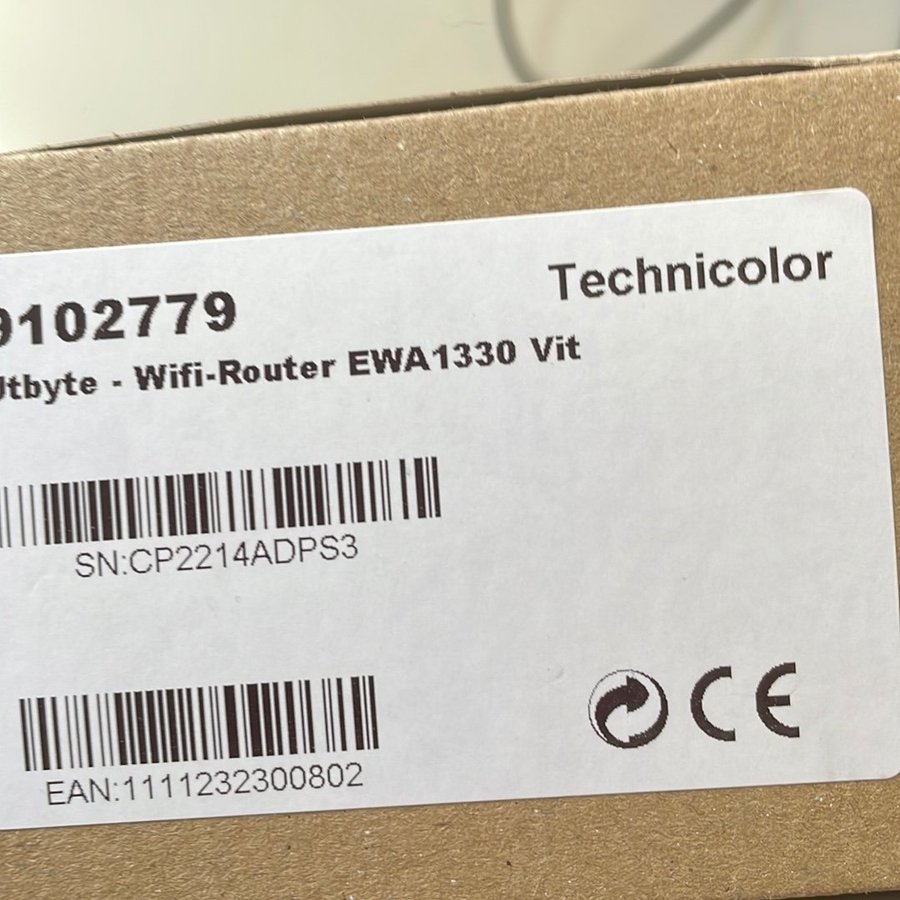 9102779
Technicolor
Utbyte - Wifi-Router EWA1330 Vit
SN:CP2214ADPS3
EAN:1111232300802
CE